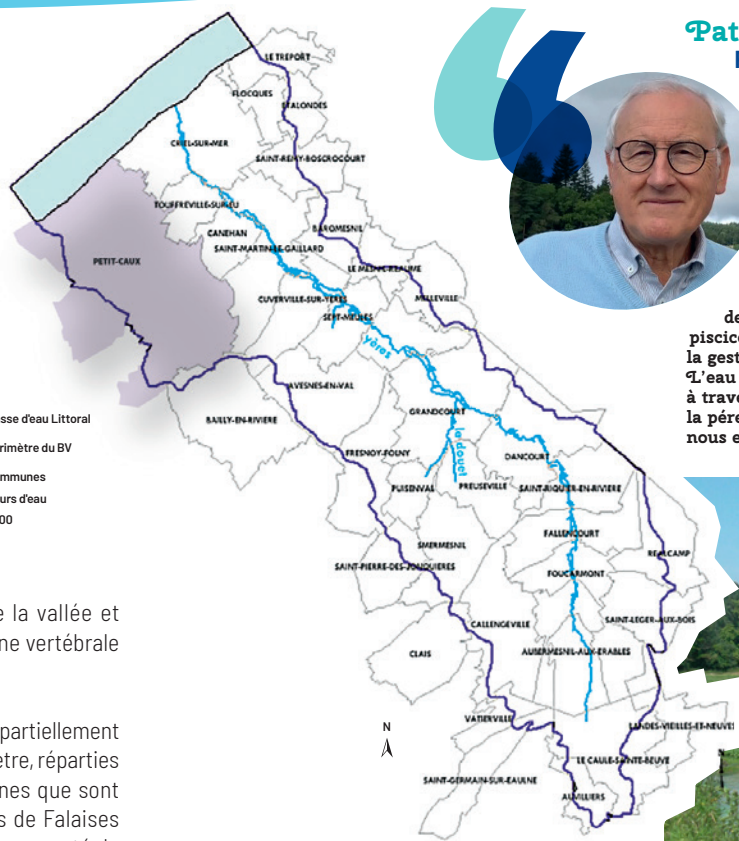 Pat
LE TREPORT
FLOCQUES
ETALONDES
CRIEL-SUR-MER
SAINT-REMY-BOSCROCOURT
TOUFFREVILLE-SUR-EU
CANEHAN
BAROMESNIL
SAINT-MARTIN-LE-GAILLARD
PETIT-CAUX
LE MESNIL-REAUME
MELLEVILLE
CUVERVILLE-SUR-YERES
SEPT-MEULES
yères
AVESNES-EN-VAL
BAILLY-EN-RIVIERE
GRANDCOURT
le douet
DANCOURT
FRESNOY-FOLNY
PUISENVAL
PREUSEVILLE
SAINT-RIQUIER-EN-RIVIERE
FALLENCOURT
SMERMESNIL
REALCAMP
SAINT-PIERRE-DES-JONQUIERES
FOUCARMONT
CALLENGEVILLE
SAINT-LEGER-AUX-BOIS
CLAIS
AUBERMESNIL-AUX-ERABLES
VATIERVILLE
LANDES-VIEILLES-ET-NEUVES
LE CAULE-SAINTE-BEUVE
SAINT-GERMAIN-SUR-EAULNE
AUVILLIERS
N
sse d'eau Littoral
rimètre du BV
mmunes
urs d'eau
00
de
piscic
la gest
L'eau
à trave
la pére
nous e
e la vallée et
ne vertébrale
partiellement
etre, réparties
nes que sont
s de Falaises